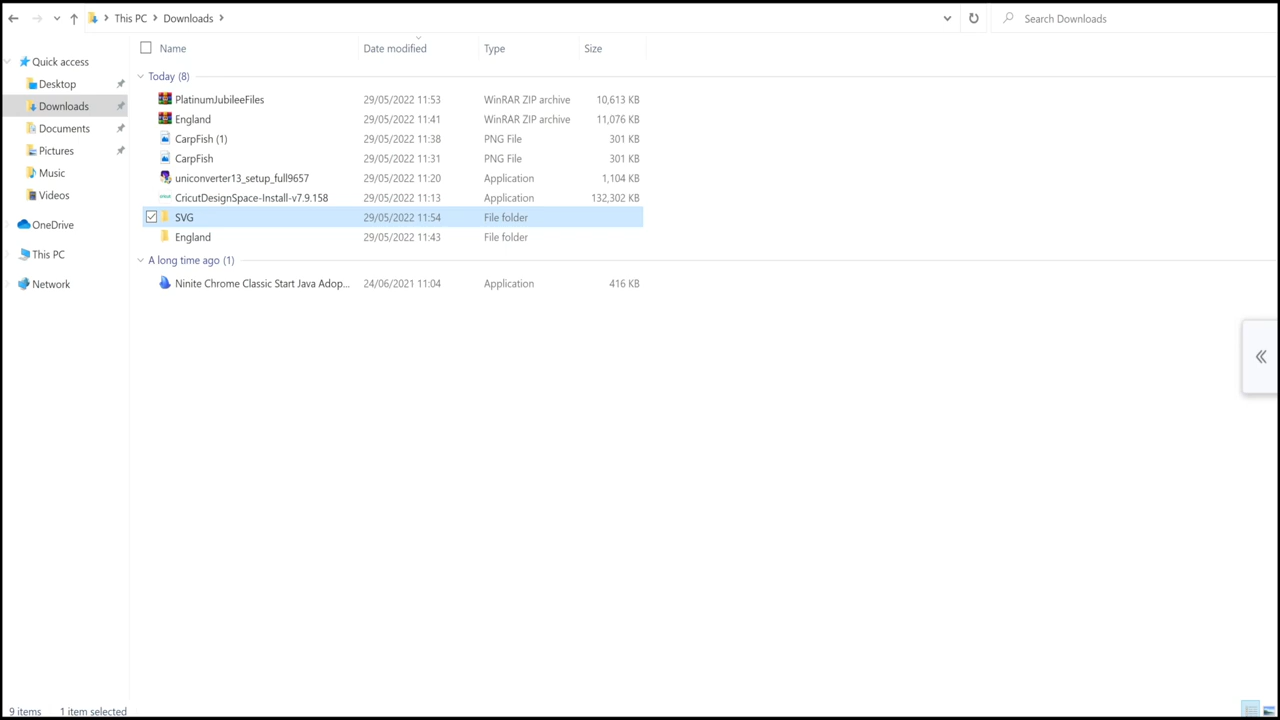 This PC Downloads Search Downloads
Name Date modified Type Size
Quick access
Desktop
Downloads
Documents
Pictures
Music
Videos
OneDrive
This PC
Network
Today (8)
PlatinumJubileeFiles 29/05/2022 11:53 WinRAR ZIP archive 10,613 KB
England 29/05/2022 11:41 WinRAR ZIP archive 11,076 KB
CarpFish (1) 29/05/2022 11:38 PNG File 301 KB
CarpFish 29/05/2022 11:31 PNG File 301 KB
uniconverter13_setup_full9657 29/05/2022 11:20 Application 1,104 KB
CricutDesignSpace-Install-v7.9.158 29/05/2022 11:13 Application 132,302 KB
SVG 29/05/2022 11:54 File folder
England 29/05/2022 11:43 File folder
A long time ago (1)
Ninite Chrome Classic Start Java Adop... 24/06/2021 11:04 Application 416 KB
9 items 1 item selected